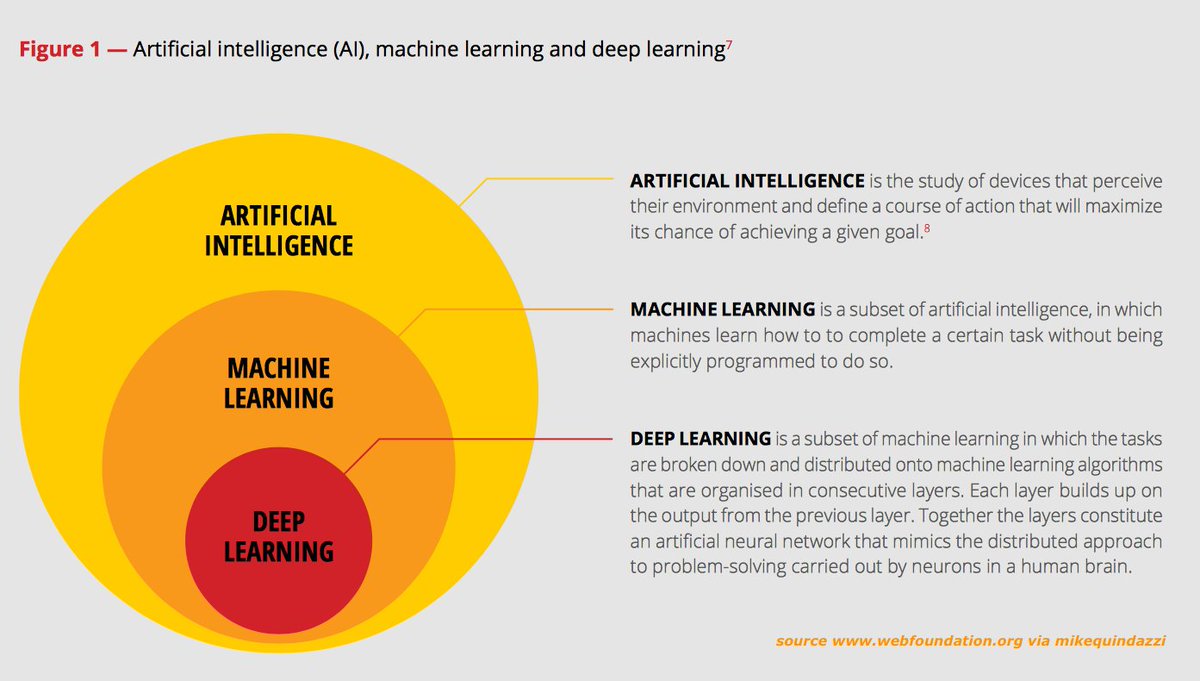 Figure 1 — Artificial intelligence (AI), machine learning and deep learning7
ARTIFICIAL
INTELLIGENCE
MACHINE
LEARNING
DEEP
LEARNING
ARTIFICIAL INTELLIGENCE is the study of devices that perceive
their environment and define a course of action that will maximize
its chance of achieving a given goal.8
MACHINE LEARNING is a subset of artificial intelligence, in which
machines learn how to to complete a certain task without being
explicitly programmed to do so.
DEEP LEARNING is a subset of machine learning in which the tasks
are broken down and distributed onto machine learning algorithms
that are organised in consecutive layers. Each layer builds up on
the output from the previous layer. Together the layers constitute
an artificial neural network that mimics the distributed approach
to problem-solving carried out by neurons in a human brain.
source www.webfoundation.org via mikequindazzi